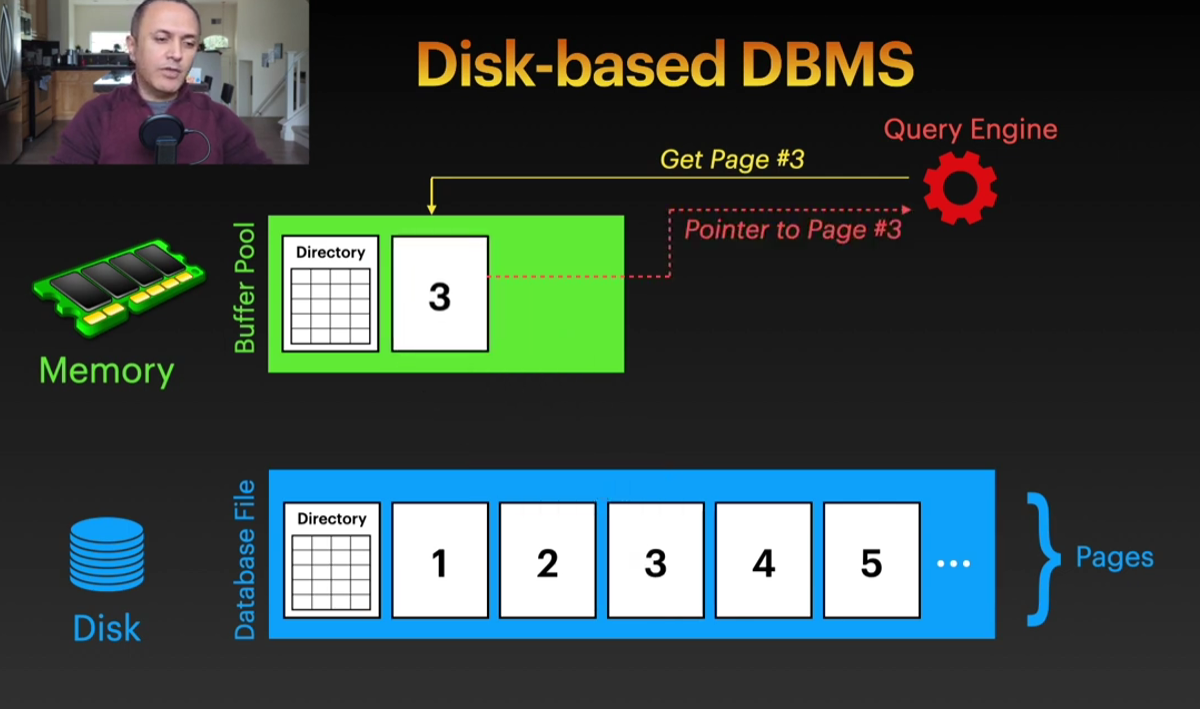 Disk-based DBMS
Query Engine
Get Page #3
Pointer to Page #3
Buffer Pool
Directory
3
Memory
Database File
Directory
1
2
3
4
5
...
Pages
Disk